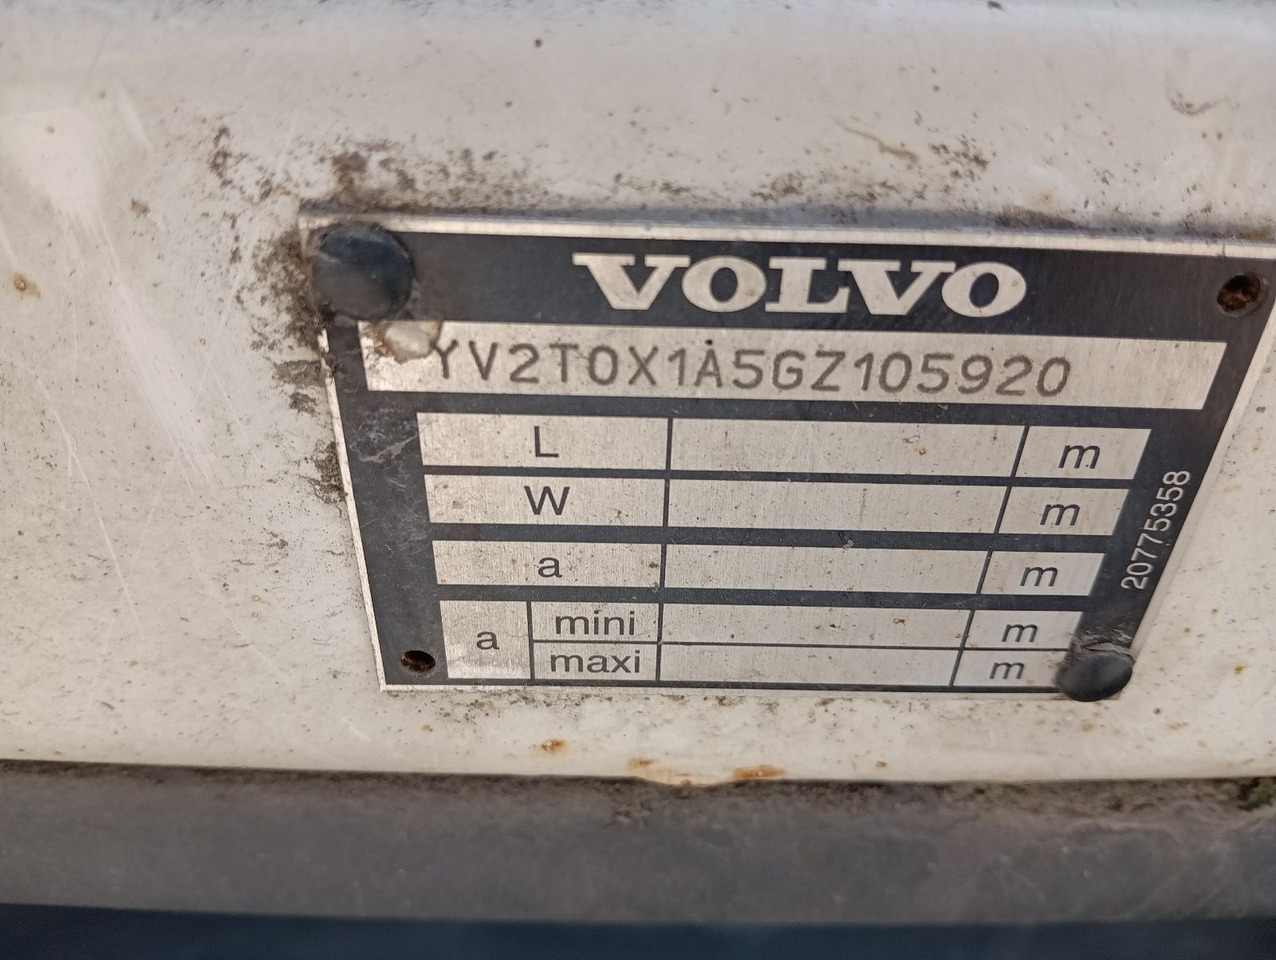 VOLVO
YV2T0X1A5GZ105920
L m
W m
a m
a mini m
maxi m
20775358